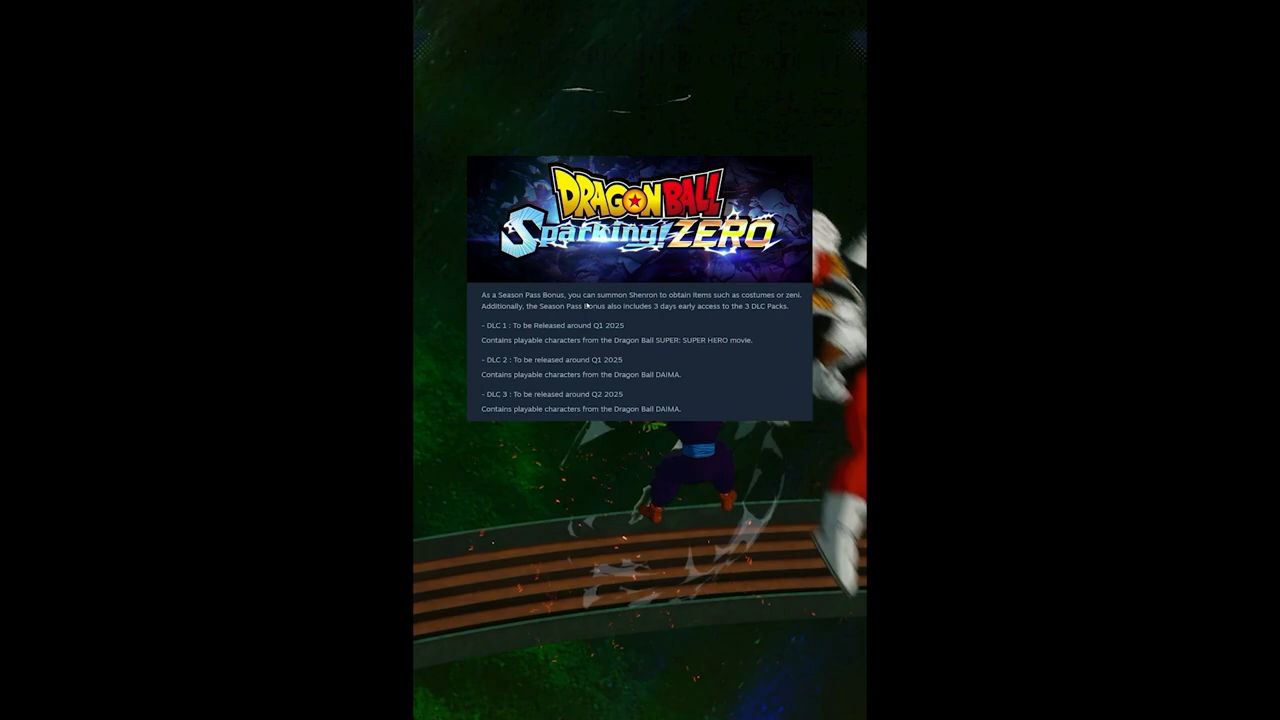 DRAGON BALL
Sparking! ZERO
As a Season Pass Bonus, you can summon Shenron to obtain items such as costumes or zeni.
Additionally, the Season Pass Bonus also includes 3 days early access to the 3 DLC Packs.
- DLC 1 : To be Released around Q1 2025
Contains playable characters from the Dragon Ball SUPER: SUPER HERO movie.
- DLC 2 : To be released around Q1 2025
Contains playable characters from the Dragon Ball DAIMA.
- DLC 3 : To be released around Q2 2025
Contains playable characters from the Dragon Ball DAIMA.